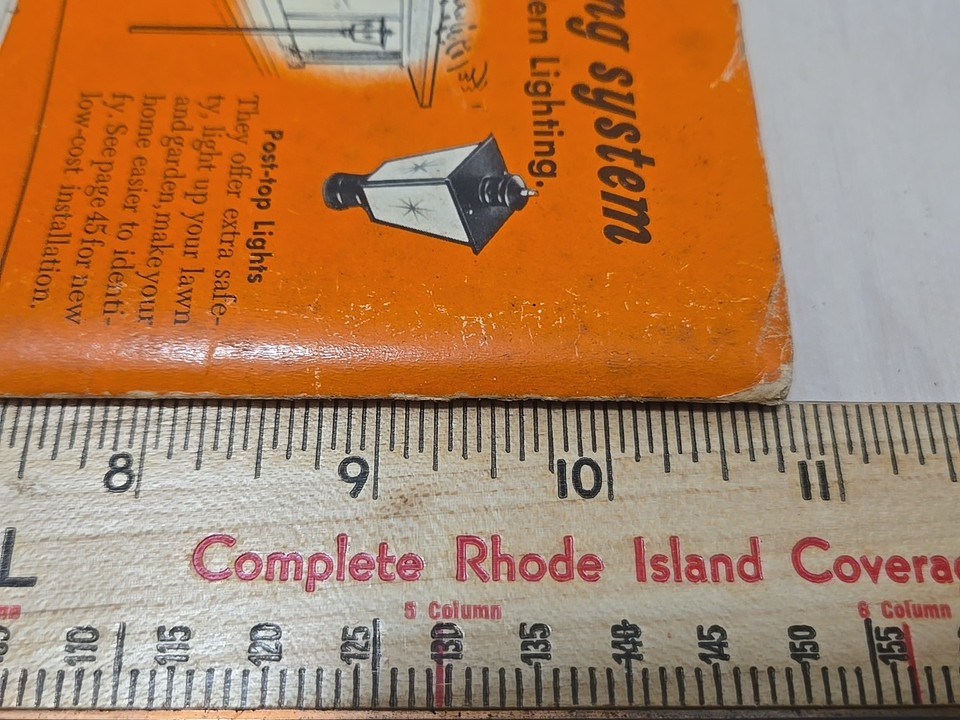 ng system
ern Lighting.
Post-top Lights
They offer extra safe-
ty, light up your lawn
and garden, make your
home easier to identi-
fy. See page 45 for new
low-cost installation.
8 9 10 11
L
Complete Rhode Island Covera
5 Column 6 Column
110 115 120 125 130 135 140 145 150 155